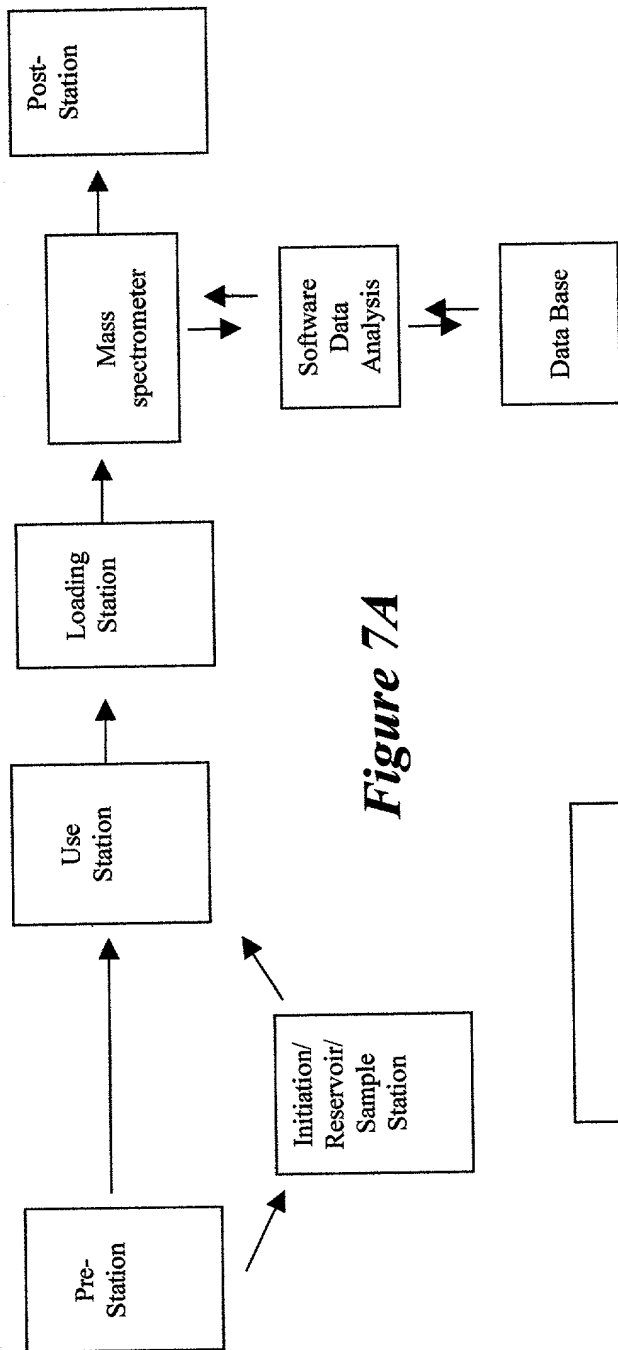 Pre-
Station
Initiation/
Reservoir/
Sample
Station
Use
Station
Loading
Station
Mass
spectrometer
Post-
Station
Software
Data
Analysis
Data Base
Figure 7A